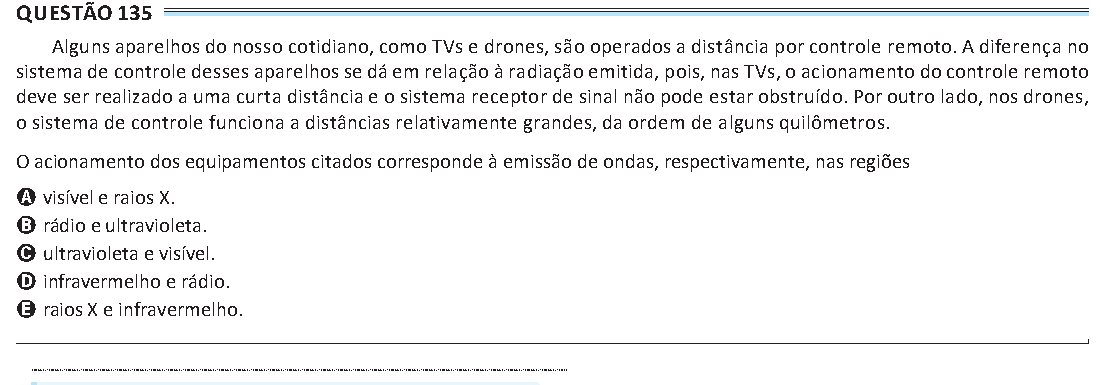 QUESTÃO 135
Alguns aparelhos do nosso cotidiano, como TVs e drones, são operados a distância por controle remoto. A diferença no
sistema de controle desses aparelhos se dá em relação à radiação emitida, pois, nas TVs, o acionamento do controle remoto
deve ser realizado a uma curta distância e o sistema receptor de sinal não pode estar obstruído. Por outro lado, nos drones,
o sistema de controle funciona a distâncias relativamente grandes, da ordem de alguns quilômetros.
O acionamento dos equipamentos citados corresponde à emissão de ondas, respectivamente, nas regiões
A visível e raios X.
B rádio e ultravioleta.
C ultravioleta e visível.
D infravermelho e rádio.
E raios X e infravermelho.